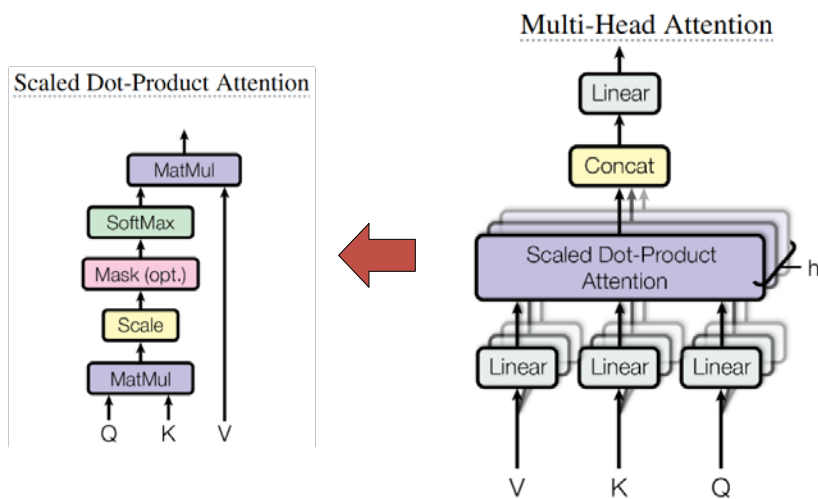 Scaled Dot-Product Attention
MatMul
SoftMax
Mask (opt.)
Scale
MatMul
Q K V
Multi-Head Attention
Linear
Concat
Scaled Dot-Product
Attention
h
Linear Linear Linear
V K Q